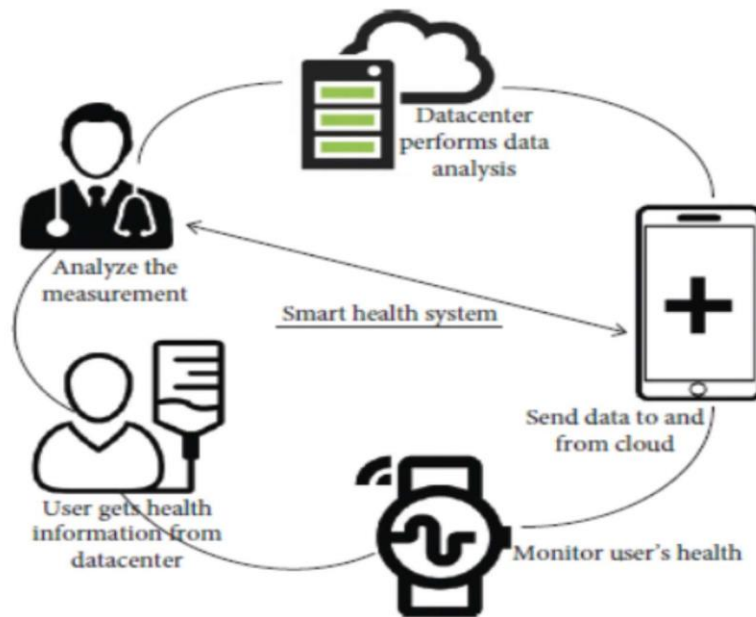 Datacenter
performs data
analysis
Analyze the
measurement
Smart health system
Send data to and
from cloud
User gets health
information from
datacenter
Monitor user's health